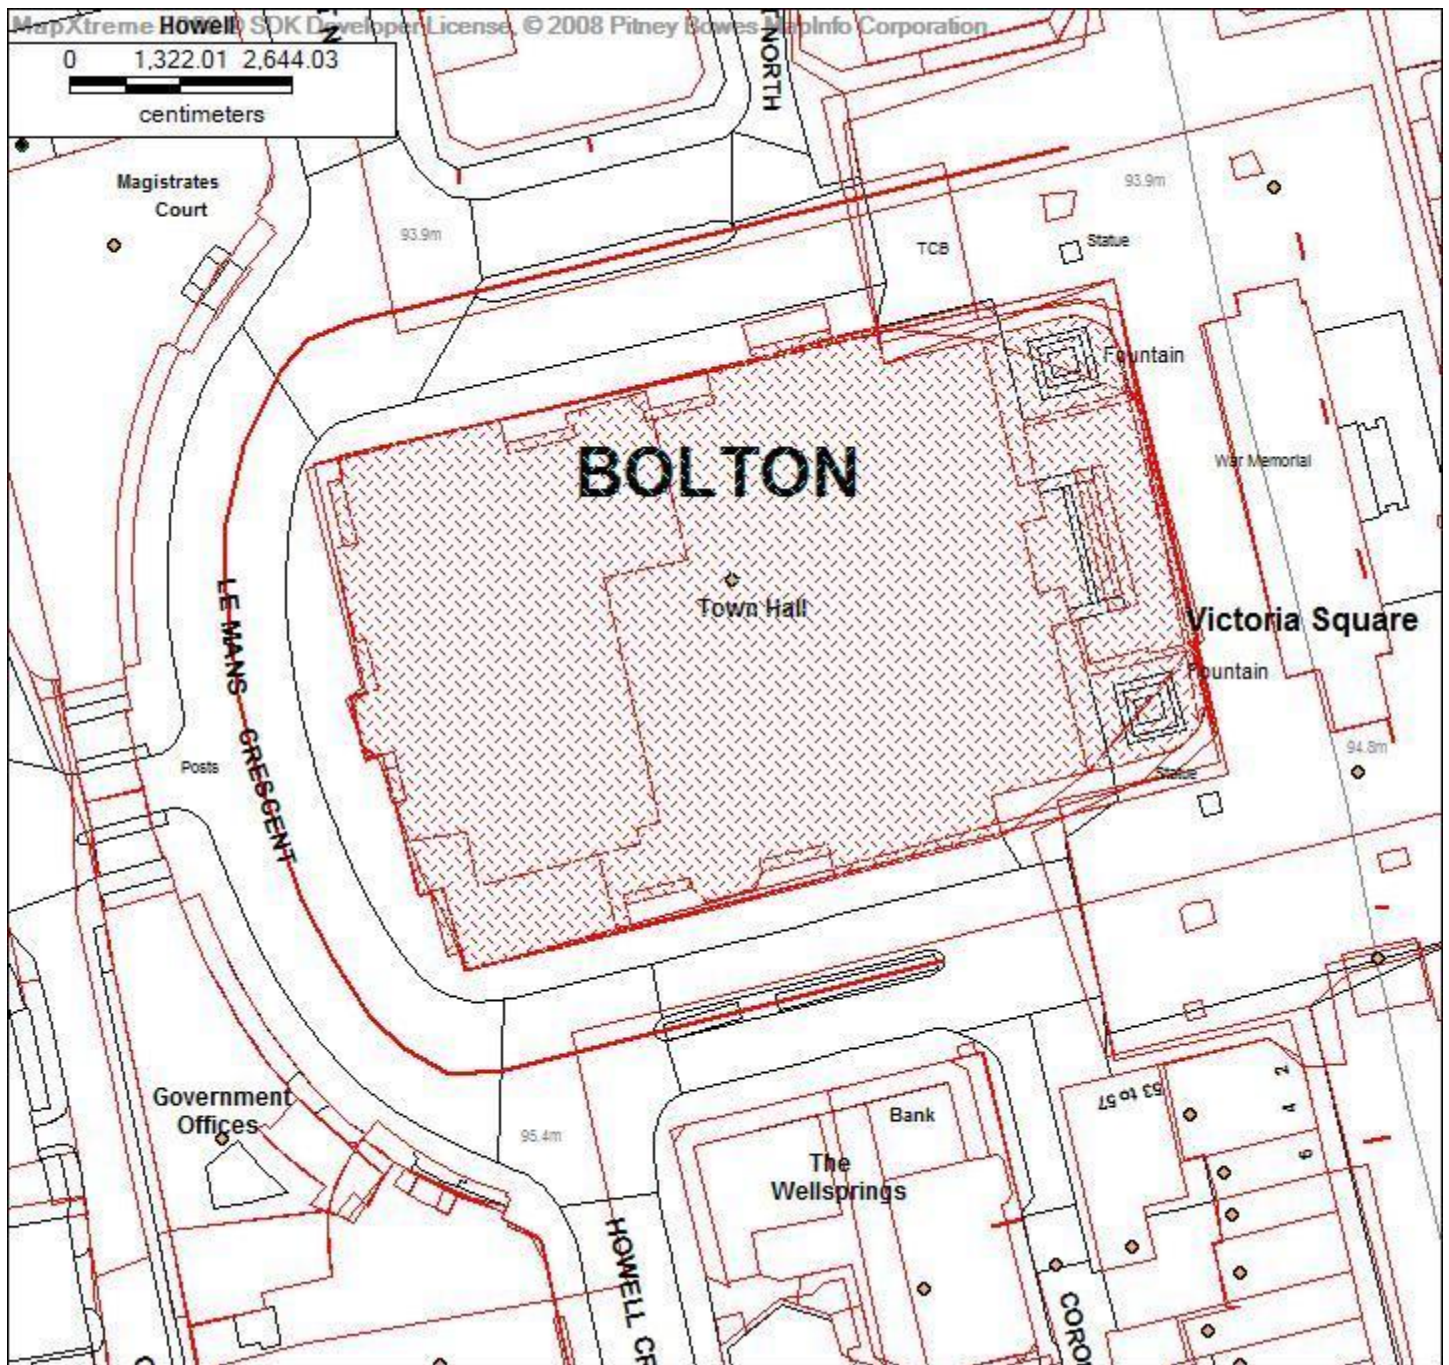 MapXtreme 2008 © SDK Developer License. © 2008 Pitney Bowes MapInfo Corporation
Howell
0 1,322.01 2,644.03
centimeters
NORTH
Magistrates
Court
93.9m
93.9m
TCB
Statue
Fountain
BOLTON
War Memorial
Town Hall
Victoria Square
LE MANS CRESCENT
Fountain
94.8m
Posts
Statue
Government
Offices
95.4m
Bank
53 to 57
2
4
6
The
Wellsprings
HOWELL CR
CORO